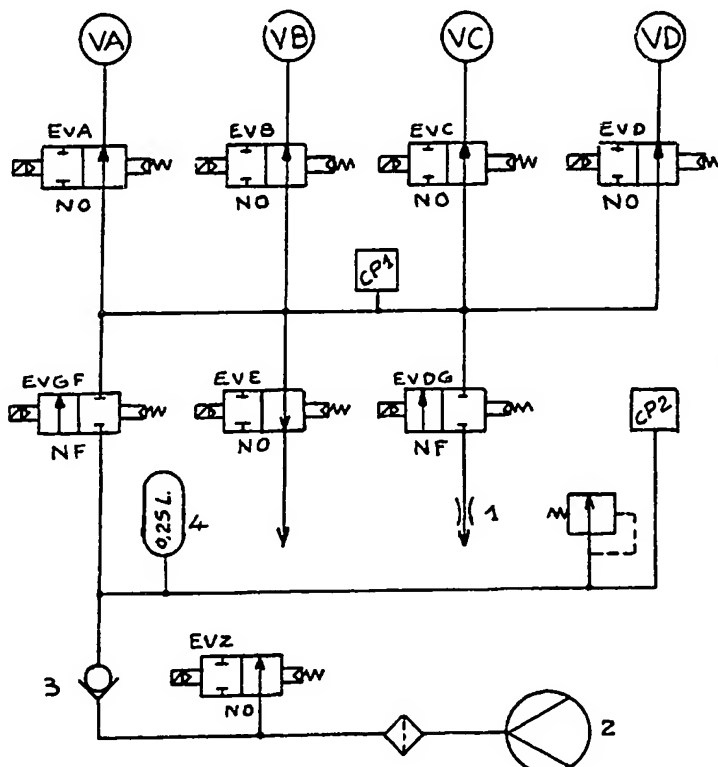 VA VB VC VD
EVA EVB EVC EVD
NO NO NO NO
CP1
EVGF EVE EVDG
CP2
NF NO NF
0,25 L. 4 1
EVZ
3
NO
2